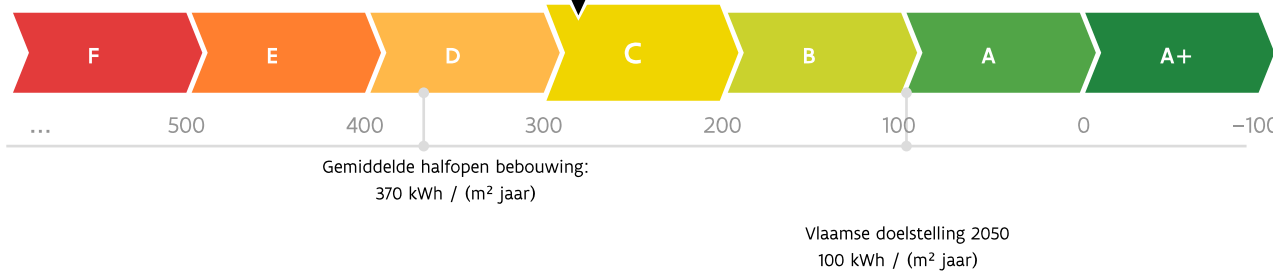 F E D C B A A+
... 500 400 300 200 100 0 −100
Gemiddelde halfopen bebouwing:
370 kWh / (m² jaar)
Vlaamse doelstelling 2050
100 kWh / (m² jaar)